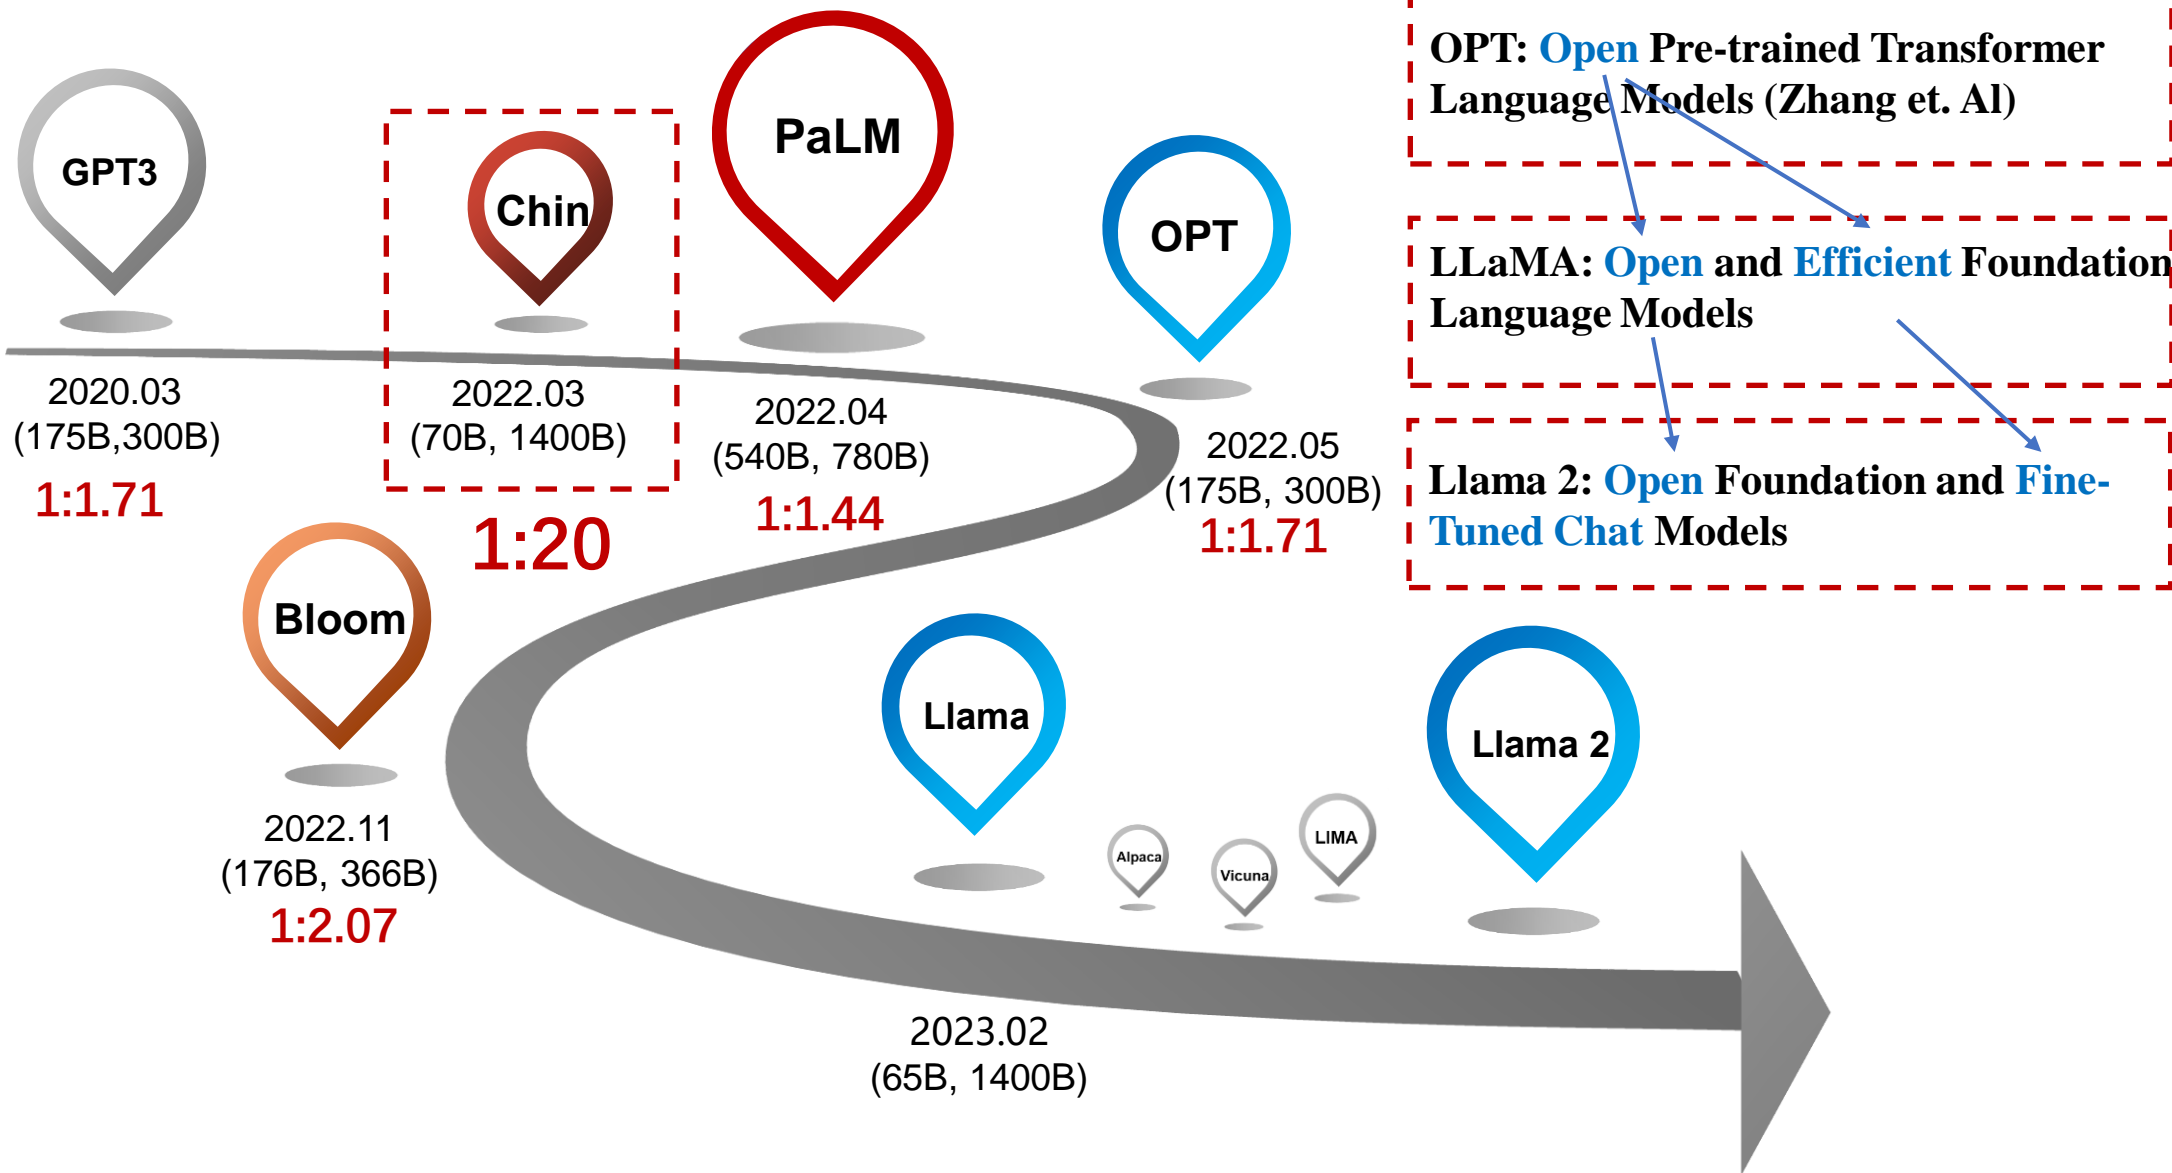 GPT3
2020.03
(175B,300B)
1:1.71
Chin
2022.03
(70B, 1400B)
1:20
PaLM
2022.04
(540B, 780B)
1:1.44
OPT
2022.05
(175B, 300B)
1:1.71
OPT: Open Pre-trained Transformer
Language Models (Zhang et. Al)
LLaMA: Open and Efficient Foundation
Language Models
Llama 2: Open Foundation and Fine-
Tuned Chat Models
Bloom
2022.11
(176B, 366B)
1:2.07
Llama
2023.02
(65B, 1400B)
Alpaca
Vicuna
LIMA
Llama 2